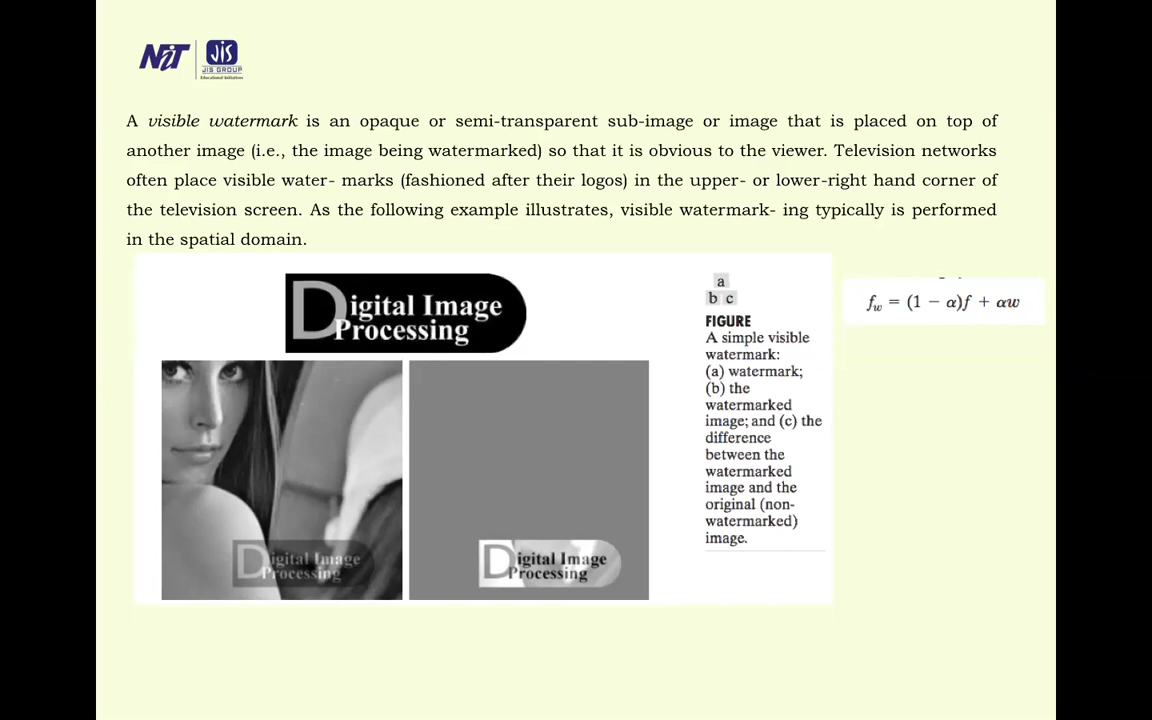 NiT
JIS
JIS GROUP
Educational Initiatives
A visible watermark is an opaque or semi-transparent sub-image or image that is placed on top of
another image (i.e., the image being watermarked) so that it is obvious to the viewer. Television networks
often place visible water- marks (fashioned after their logos) in the upper- or lower-right hand corner of
the television screen. As the following example illustrates, visible watermark- ing typically is performed
in the spatial domain.
Digital Image
Processing
Digital Image
Processing
Digital Image
Processing
a
b c
FIGURE
A simple visible
watermark:
(a) watermark;
(b) the
watermarked
image; and (c) the
difference
between the
watermarked
image and the
original (non-
watermarked)
image.
fw = (1 − α)f + αw